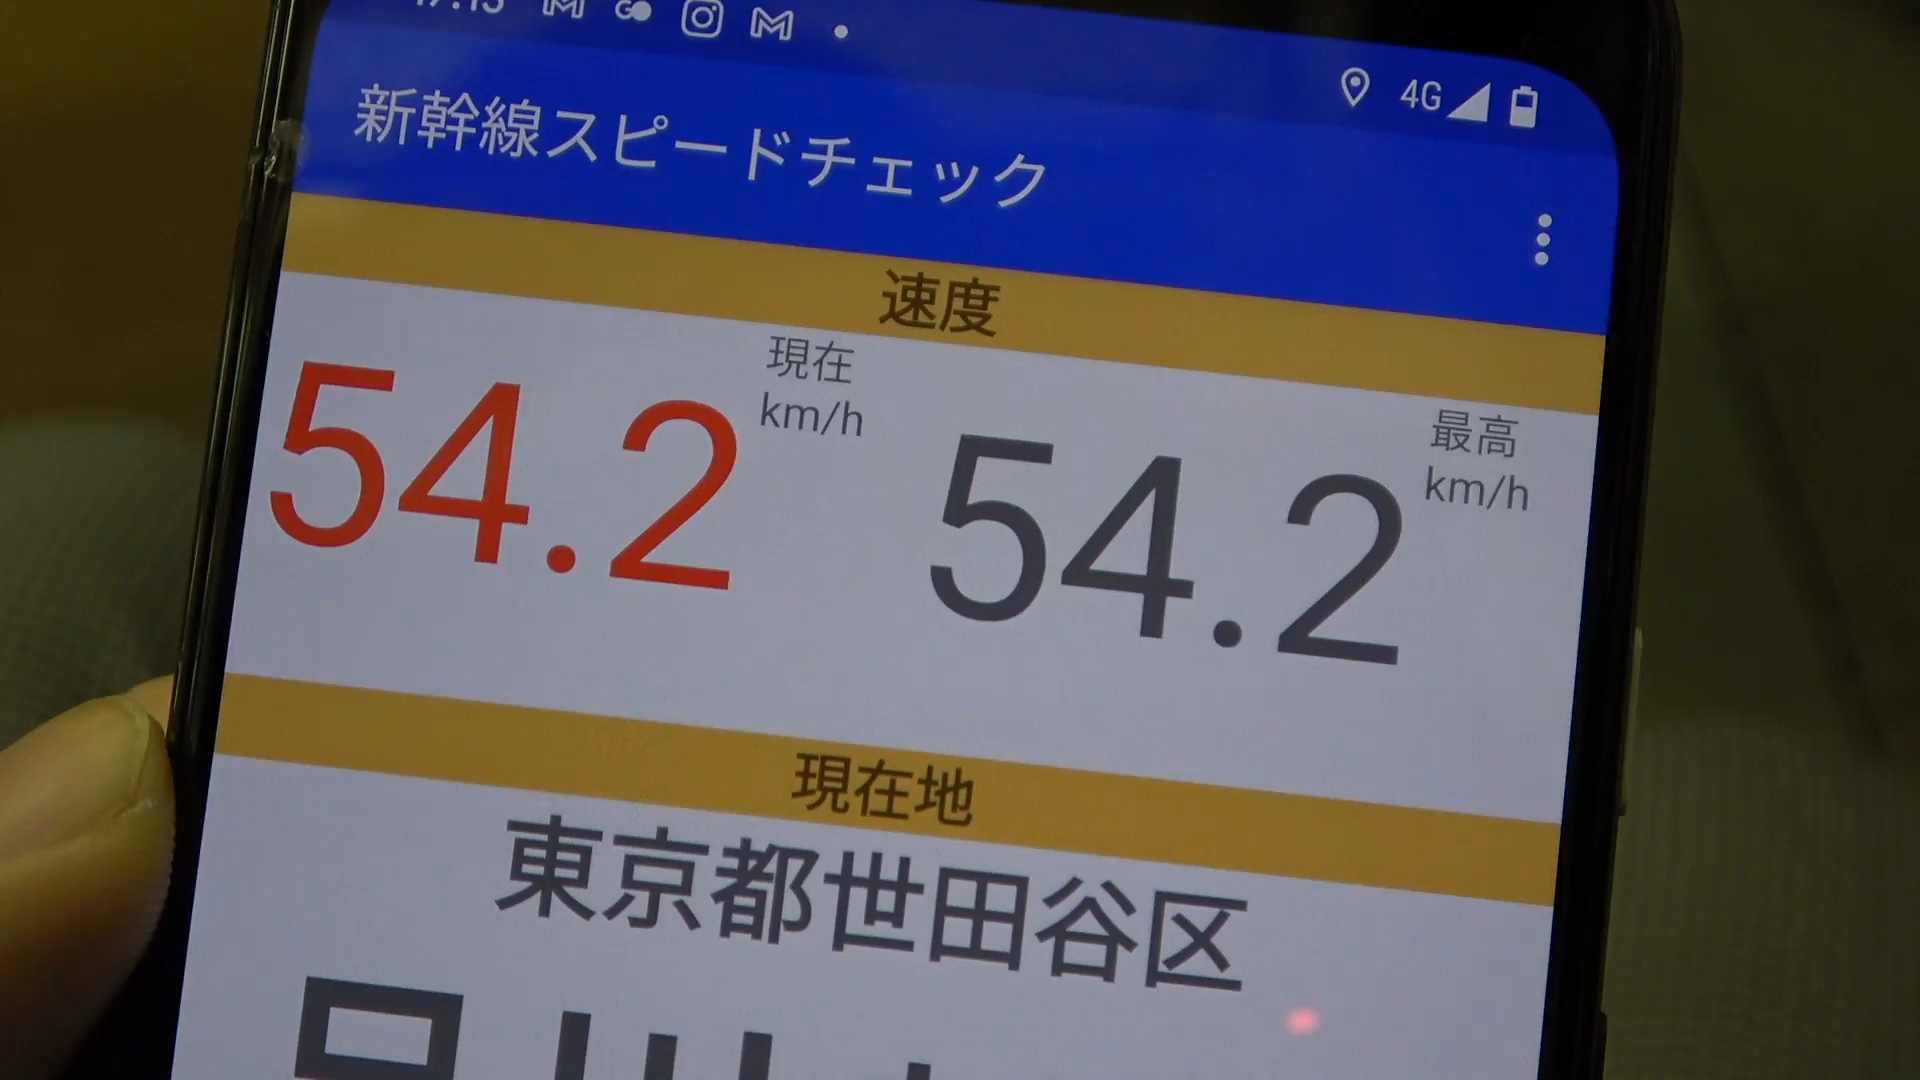 4G
新幹線スピードチェック
速度
54.2 現在 km/h 54.2 最高 km/h
現在地
東京都世田谷区